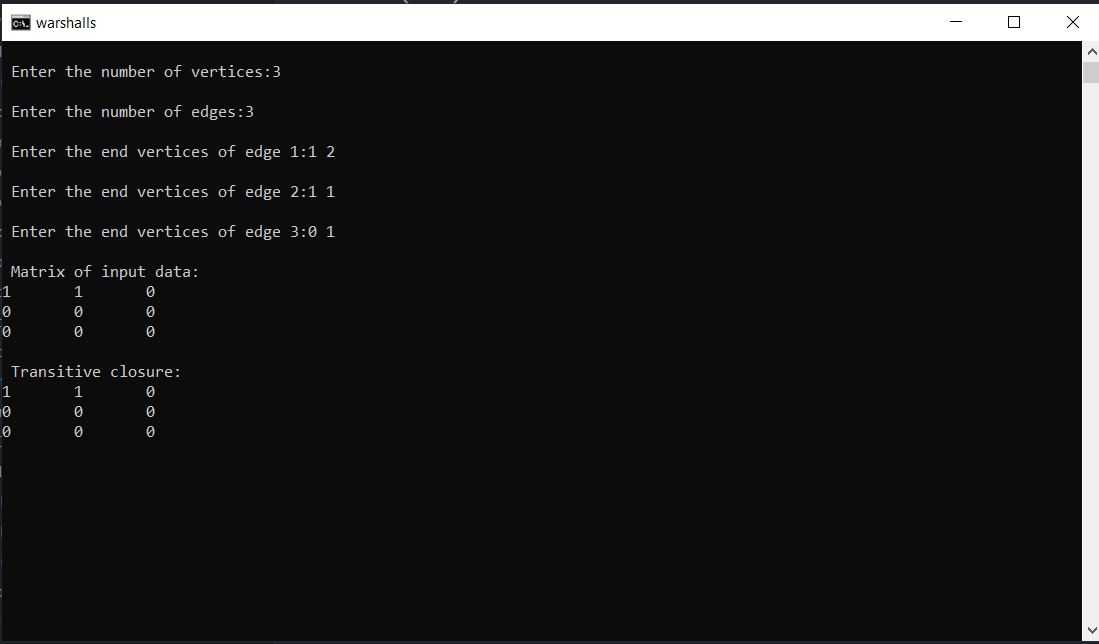 warshalls
Enter the number of vertices:3
Enter the number of edges:3
Enter the end vertices of edge 1:1 2
Enter the end vertices of edge 2:1 1
Enter the end vertices of edge 3:0 1
Matrix of input data:
1 1 0
0 0 0
0 0 0
Transitive closure:
1 1 0
0 0 0
0 0 0